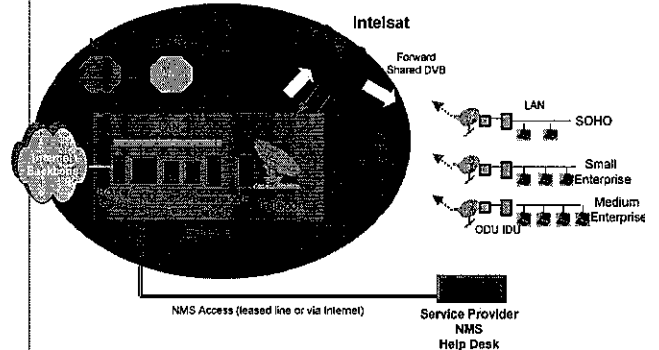 Intelsat
Forward
Shared DVB
LAN
SOHO
Internet
Backbone
Small
Enterprise
Medium
Enterprise
ODU IDU
NMS Access (leased line or via Internet)
Service Provider
NMS
Help Desk